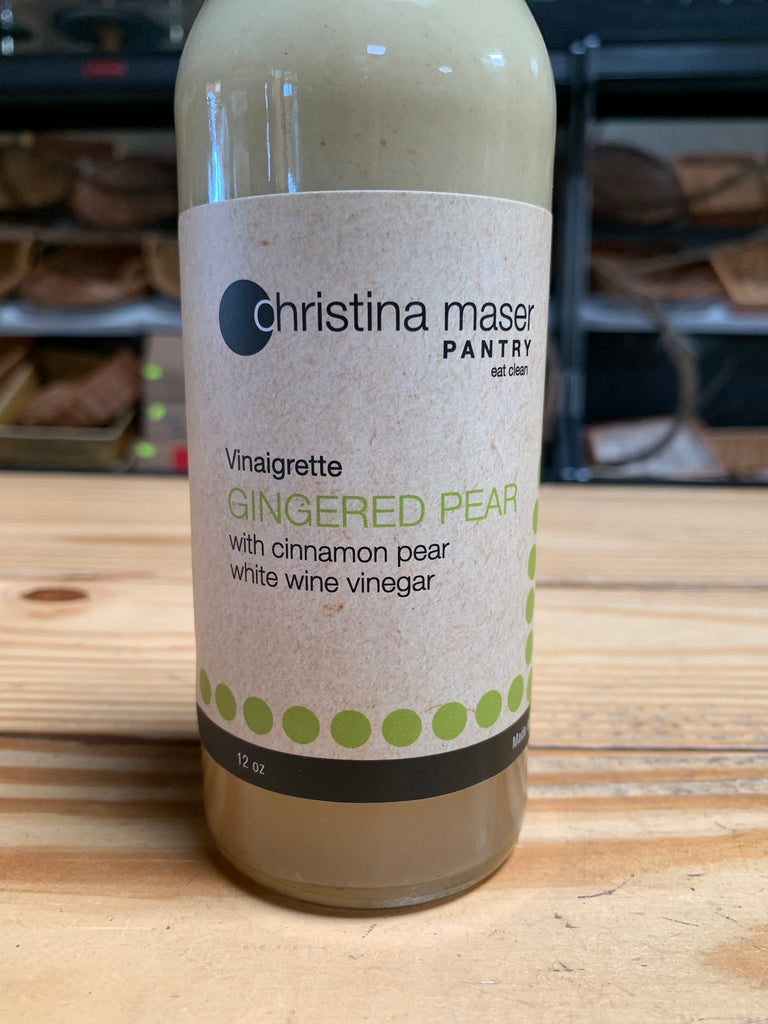 christina maser
PANTRY
eat clean
Vinaigrette
GINGERED PEAR
with cinnamon pear
white wine vinegar
12 oz